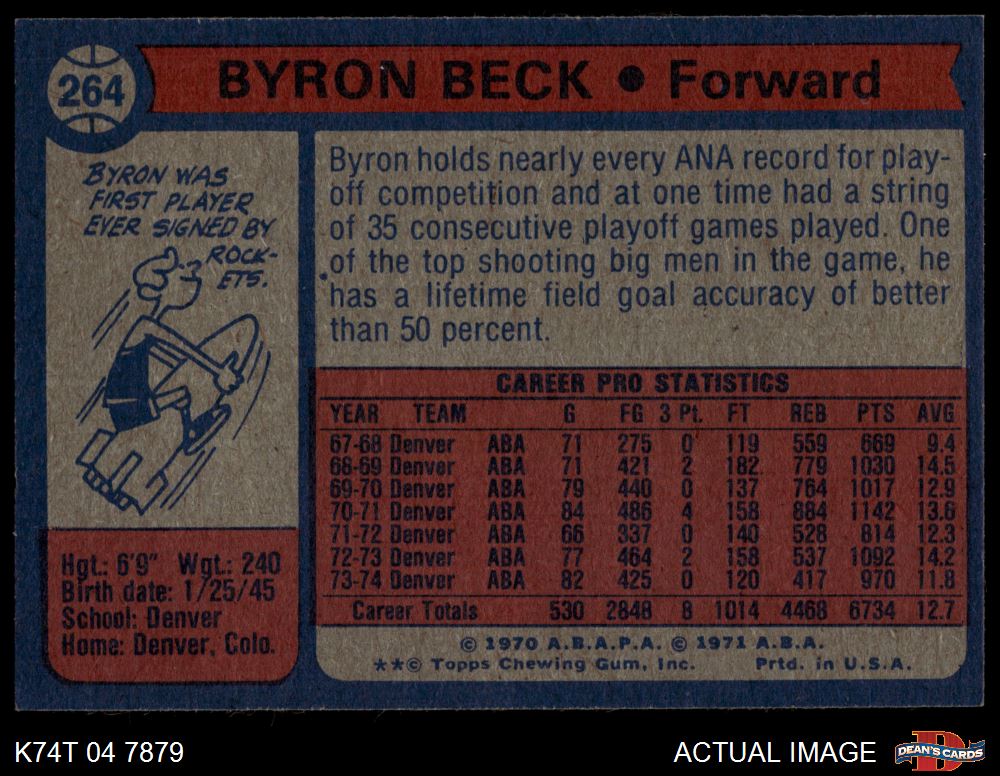 264
BYRON BECK • Forward
BYRON WAS
FIRST PLAYER
EVER SIGNED BY
ROCK-
ETS.
Hgt.: 6'9" Wgt.: 240
Birth date: 1/25/45
School: Denver
Home: Denver, Colo.
Byron holds nearly every ANA record for play-
off competition and at one time had a string
of 35 consecutive playoff games played. One
of the top shooting big men in the game, he
has a lifetime field goal accuracy of better
than 50 percent.
CAREER PRO STATISTICS
YEAR TEAM G FG 3 Pt. FT REB PTS AVG
67-68 Denver ABA 71 275 0 119 559 669 9.4
68-69 Denver ABA 71 421 2 182 779 1030 14.5
69-70 Denver ABA 79 440 0 137 764 1017 12.9
70-71 Denver ABA 84 486 4 158 884 1142 13.6
71-72 Denver ABA 66 337 0 140 528 814 12.3
72-73 Denver ABA 77 464 2 158 537 1092 14.2
73-74 Denver ABA 82 425 0 120 417 970 11.8
Career Totals 530 2848 8 1014 4468 6734 12.7
© 1970 A.B.A.P.A. © 1971 A.B.A.
**© Topps Chewing Gum, Inc. Prtd. in U.S.A.
K74T 04 7879
ACTUAL IMAGE
D
DEAN'S CARDS